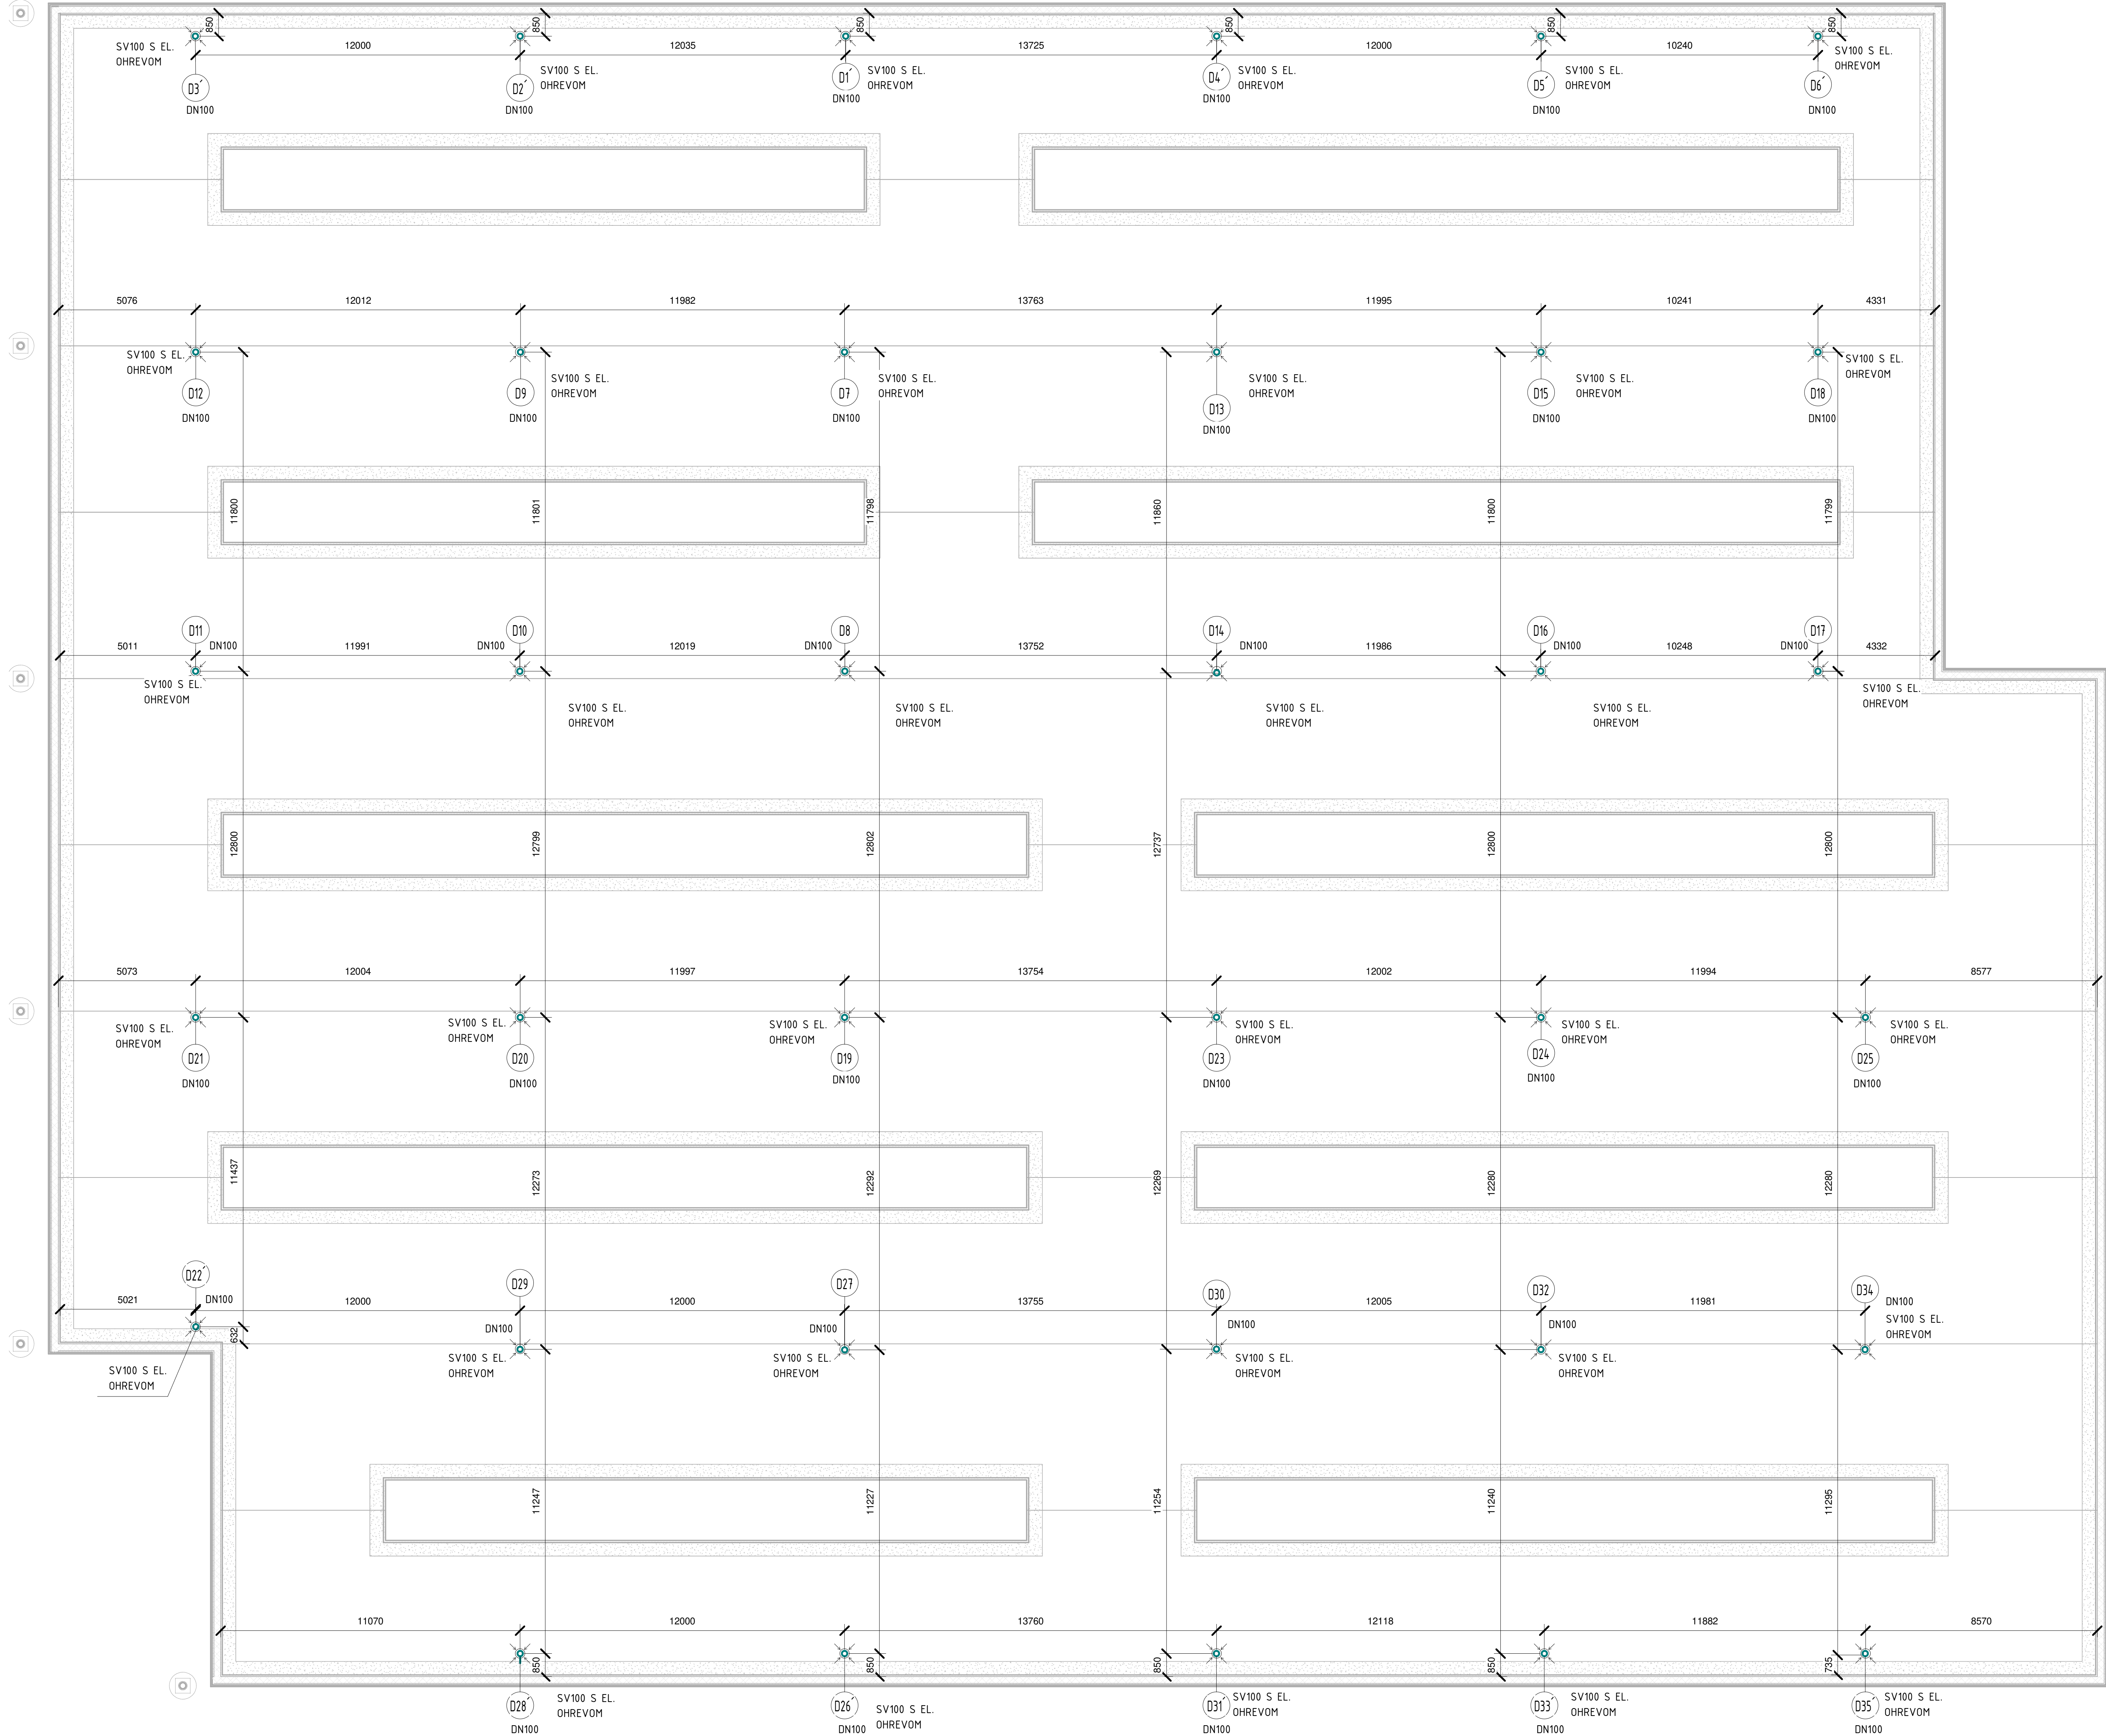 850 850 850 850 850 850
12000 12035 13725 12000 10240
SV100 S EL.
OHREVOM
SV100 S EL.
OHREVOM
SV100 S EL.
OHREVOM
SV100 S EL.
OHREVOM
SV100 S EL.
OHREVOM
SV100 S EL.
OHREVOM
D3´ D2´ D1´ D4´ D5´ D6´
DN100 DN100 DN100 DN100 DN100 DN100
5076 12012 11982 13763 11995 10241 4331
SV100 S EL.
OHREVOM
SV100 S EL.
OHREVOM
SV100 S EL.
OHREVOM
SV100 S EL.
OHREVOM
SV100 S EL.
OHREVOM
SV100 S EL.
OHREVOM
D12 D9 D7 D13 D15 D18
DN100 DN100 DN100 DN100 DN100 DN100
11800 11801 11798 11860 11800 11799
D11 D10 D8 D14 D16 D17
DN100 DN100 DN100 DN100 DN100 DN100
5011 11991 12019 13752 11986 10248 4332
SV100 S EL.
OHREVOM
SV100 S EL.
OHREVOM
SV100 S EL.
OHREVOM
SV100 S EL.
OHREVOM
SV100 S EL.
OHREVOM
SV100 S EL.
OHREVOM
12800 12799 12802 12737 12800 12800
5073 12004 11997 13754 12002 11994 8577
SV100 S EL.
OHREVOM
SV100 S EL.
OHREVOM
SV100 S EL.
OHREVOM
SV100 S EL.
OHREVOM
SV100 S EL.
OHREVOM
SV100 S EL.
OHREVOM
D21 D20 D19 D23 D24 D25
DN100 DN100 DN100 DN100 DN100 DN100
11437 12273 12292 12269 12280 12280
D22´ D29 D27 D30 D32 D34
DN100 DN100 DN100 DN100 DN100 DN100
5021 12000 12000 13755 12005 11981
632
SV100 S EL.
OHREVOM
SV100 S EL.
OHREVOM
SV100 S EL.
OHREVOM
SV100 S EL.
OHREVOM
SV100 S EL.
OHREVOM
SV100 S EL.
OHREVOM
11247 11227 11254 11240 11295
11070 12000 13760 12118 11882 8570
850 850 850 850 735
D28´ D26´ D31´ D33´ D35´
SV100 S EL.
OHREVOM
SV100 S EL.
OHREVOM
SV100 S EL.
OHREVOM
SV100 S EL.
OHREVOM
SV100 S EL.
OHREVOM
DN100 DN100 DN100 DN100 DN100